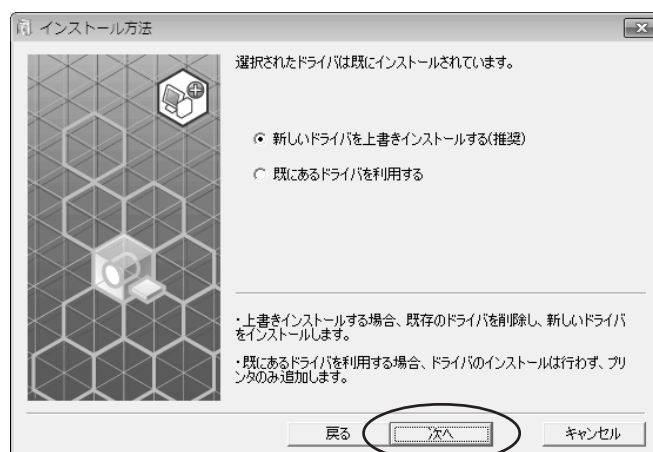 インストール方法
選択されたドライバは既にインストールされています。
新しいドライバを上書きインストールする(推奨)
既にあるドライバを利用する
・上書きインストールする場合、既存のドライバを削除し、新しいドライバ
をインストールします。
・既にあるドライバを利用する場合、ドライバのインストールは行わず、プリ
ンタのみ追加します。
戻る
次へ
キャンセル